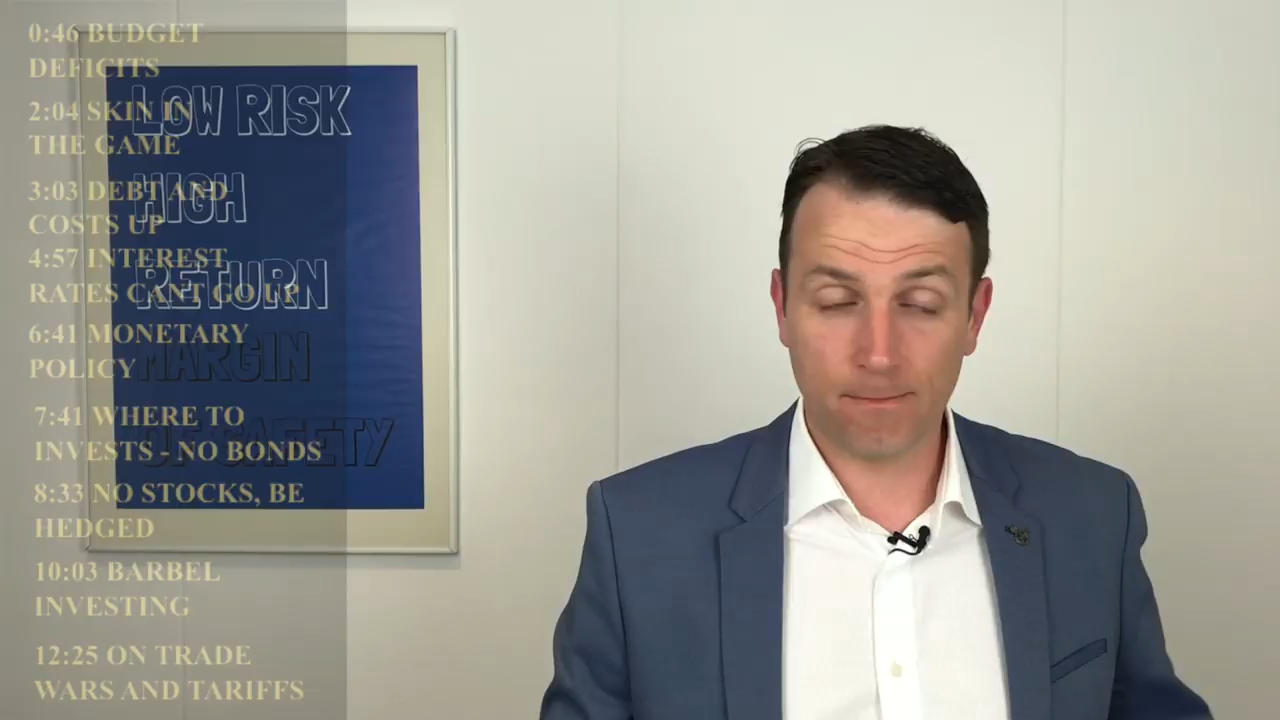 0:46 BUDGET
DEFICITS
2:04 SKIN IN
THE GAME
3:03 DEBT AND
COSTS UP
4:57 INTEREST
RATES CANT GO UP
6:41 MONETARY
POLICY
7:41 WHERE TO
INVESTS - NO BONDS
8:33 NO STOCKS, BE
HEDGED
10:03 BARBEL
INVESTING
12:25 ON TRADE
WARS AND TARIFFS
LOW RISK
HIGH
RETURN
MARGIN
OF SAFETY